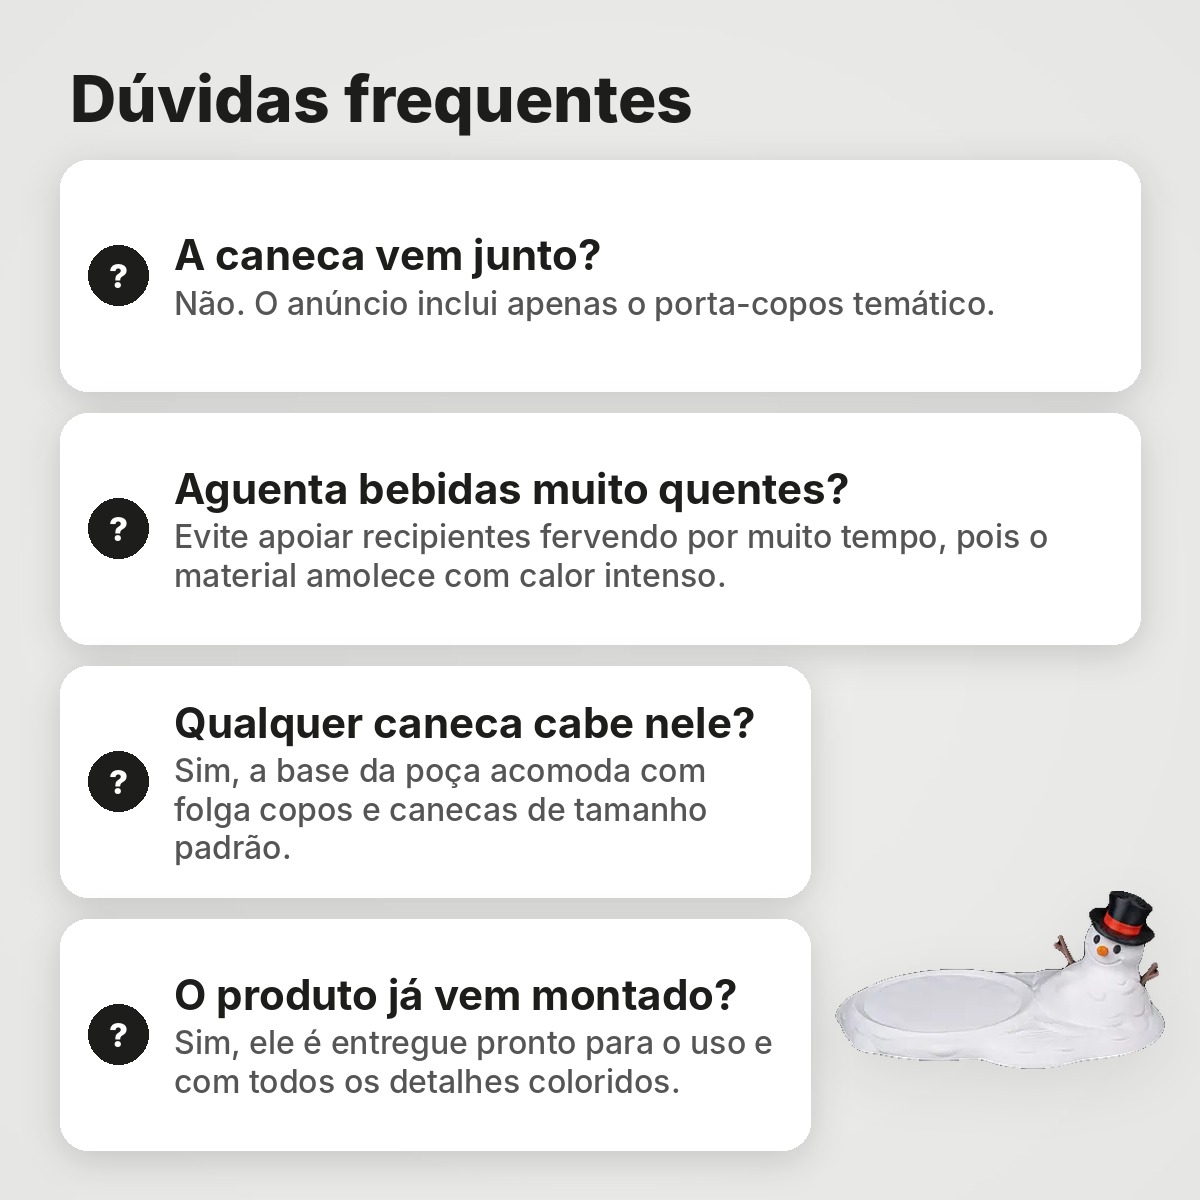 Dúvidas frequentes
?
A caneca vem junto?
Não. O anúncio inclui apenas o porta-copos temático.
?
Aguenta bebidas muito quentes?
Evite apoiar recipientes fervendo por muito tempo, pois o
material amolece com calor intenso.
?
Qualquer caneca cabe nele?
Sim, a base da poça acomoda com
folga copos e canecas de tamanho
padrão.
?
O produto já vem montado?
Sim, ele é entregue pronto para o uso e
com todos os detalhes coloridos.